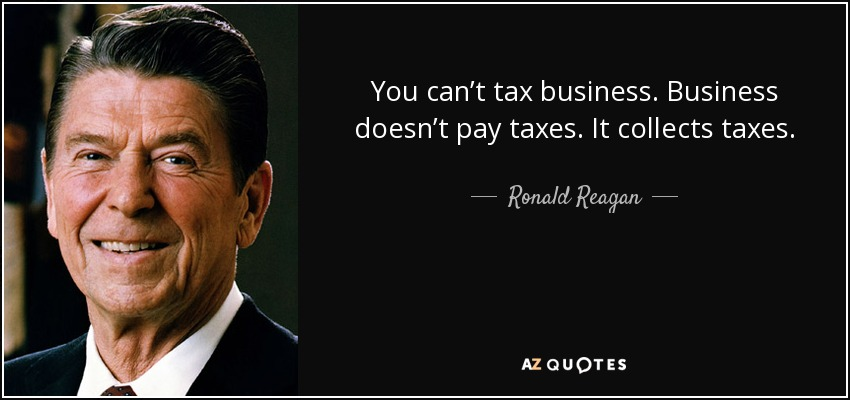 You can’t tax business. Business
doesn’t pay taxes. It collects taxes.
Ronald Reagan
AZ QUOTES